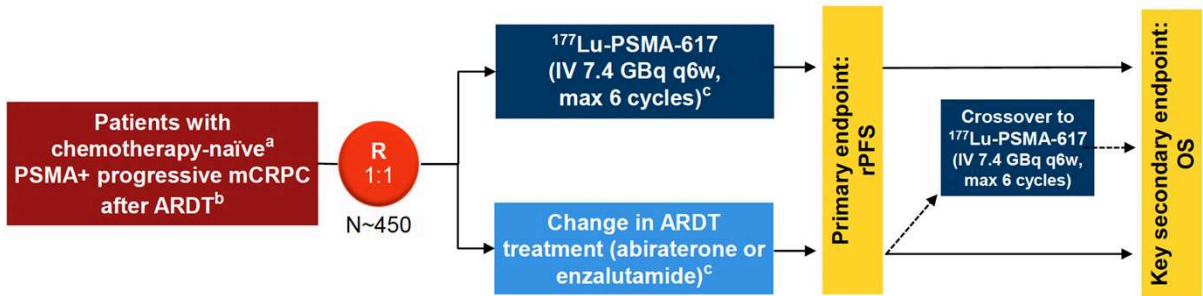 Patients with
chemotherapy-naïveᵃ
PSMA+ progressive mCRPC
after ARDTᵇ
R
1:1
N~450
¹⁷⁷Lu-PSMA-617
(IV 7.4 GBq q6w,
max 6 cycles)ᶜ
Change in ARDT
treatment (abiraterone or
enzalutamide)ᶜ
Primary endpoint:
rPFS
Crossover to
¹⁷⁷Lu-PSMA-617
(IV 7.4 GBq q6w,
max 6 cycles)
Key secondary endpoint:
OS